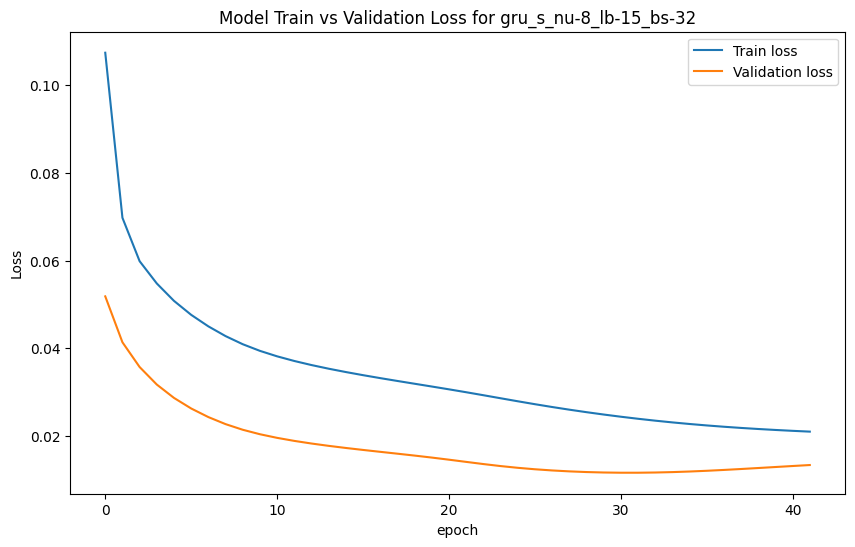 Model Train vs Validation Loss for gru_s_nu-8_lb-15_bs-32
Train loss
Validation loss
0.10
0.08
0.06
0.04
0.02
Loss
0
10
20
30
40
epoch